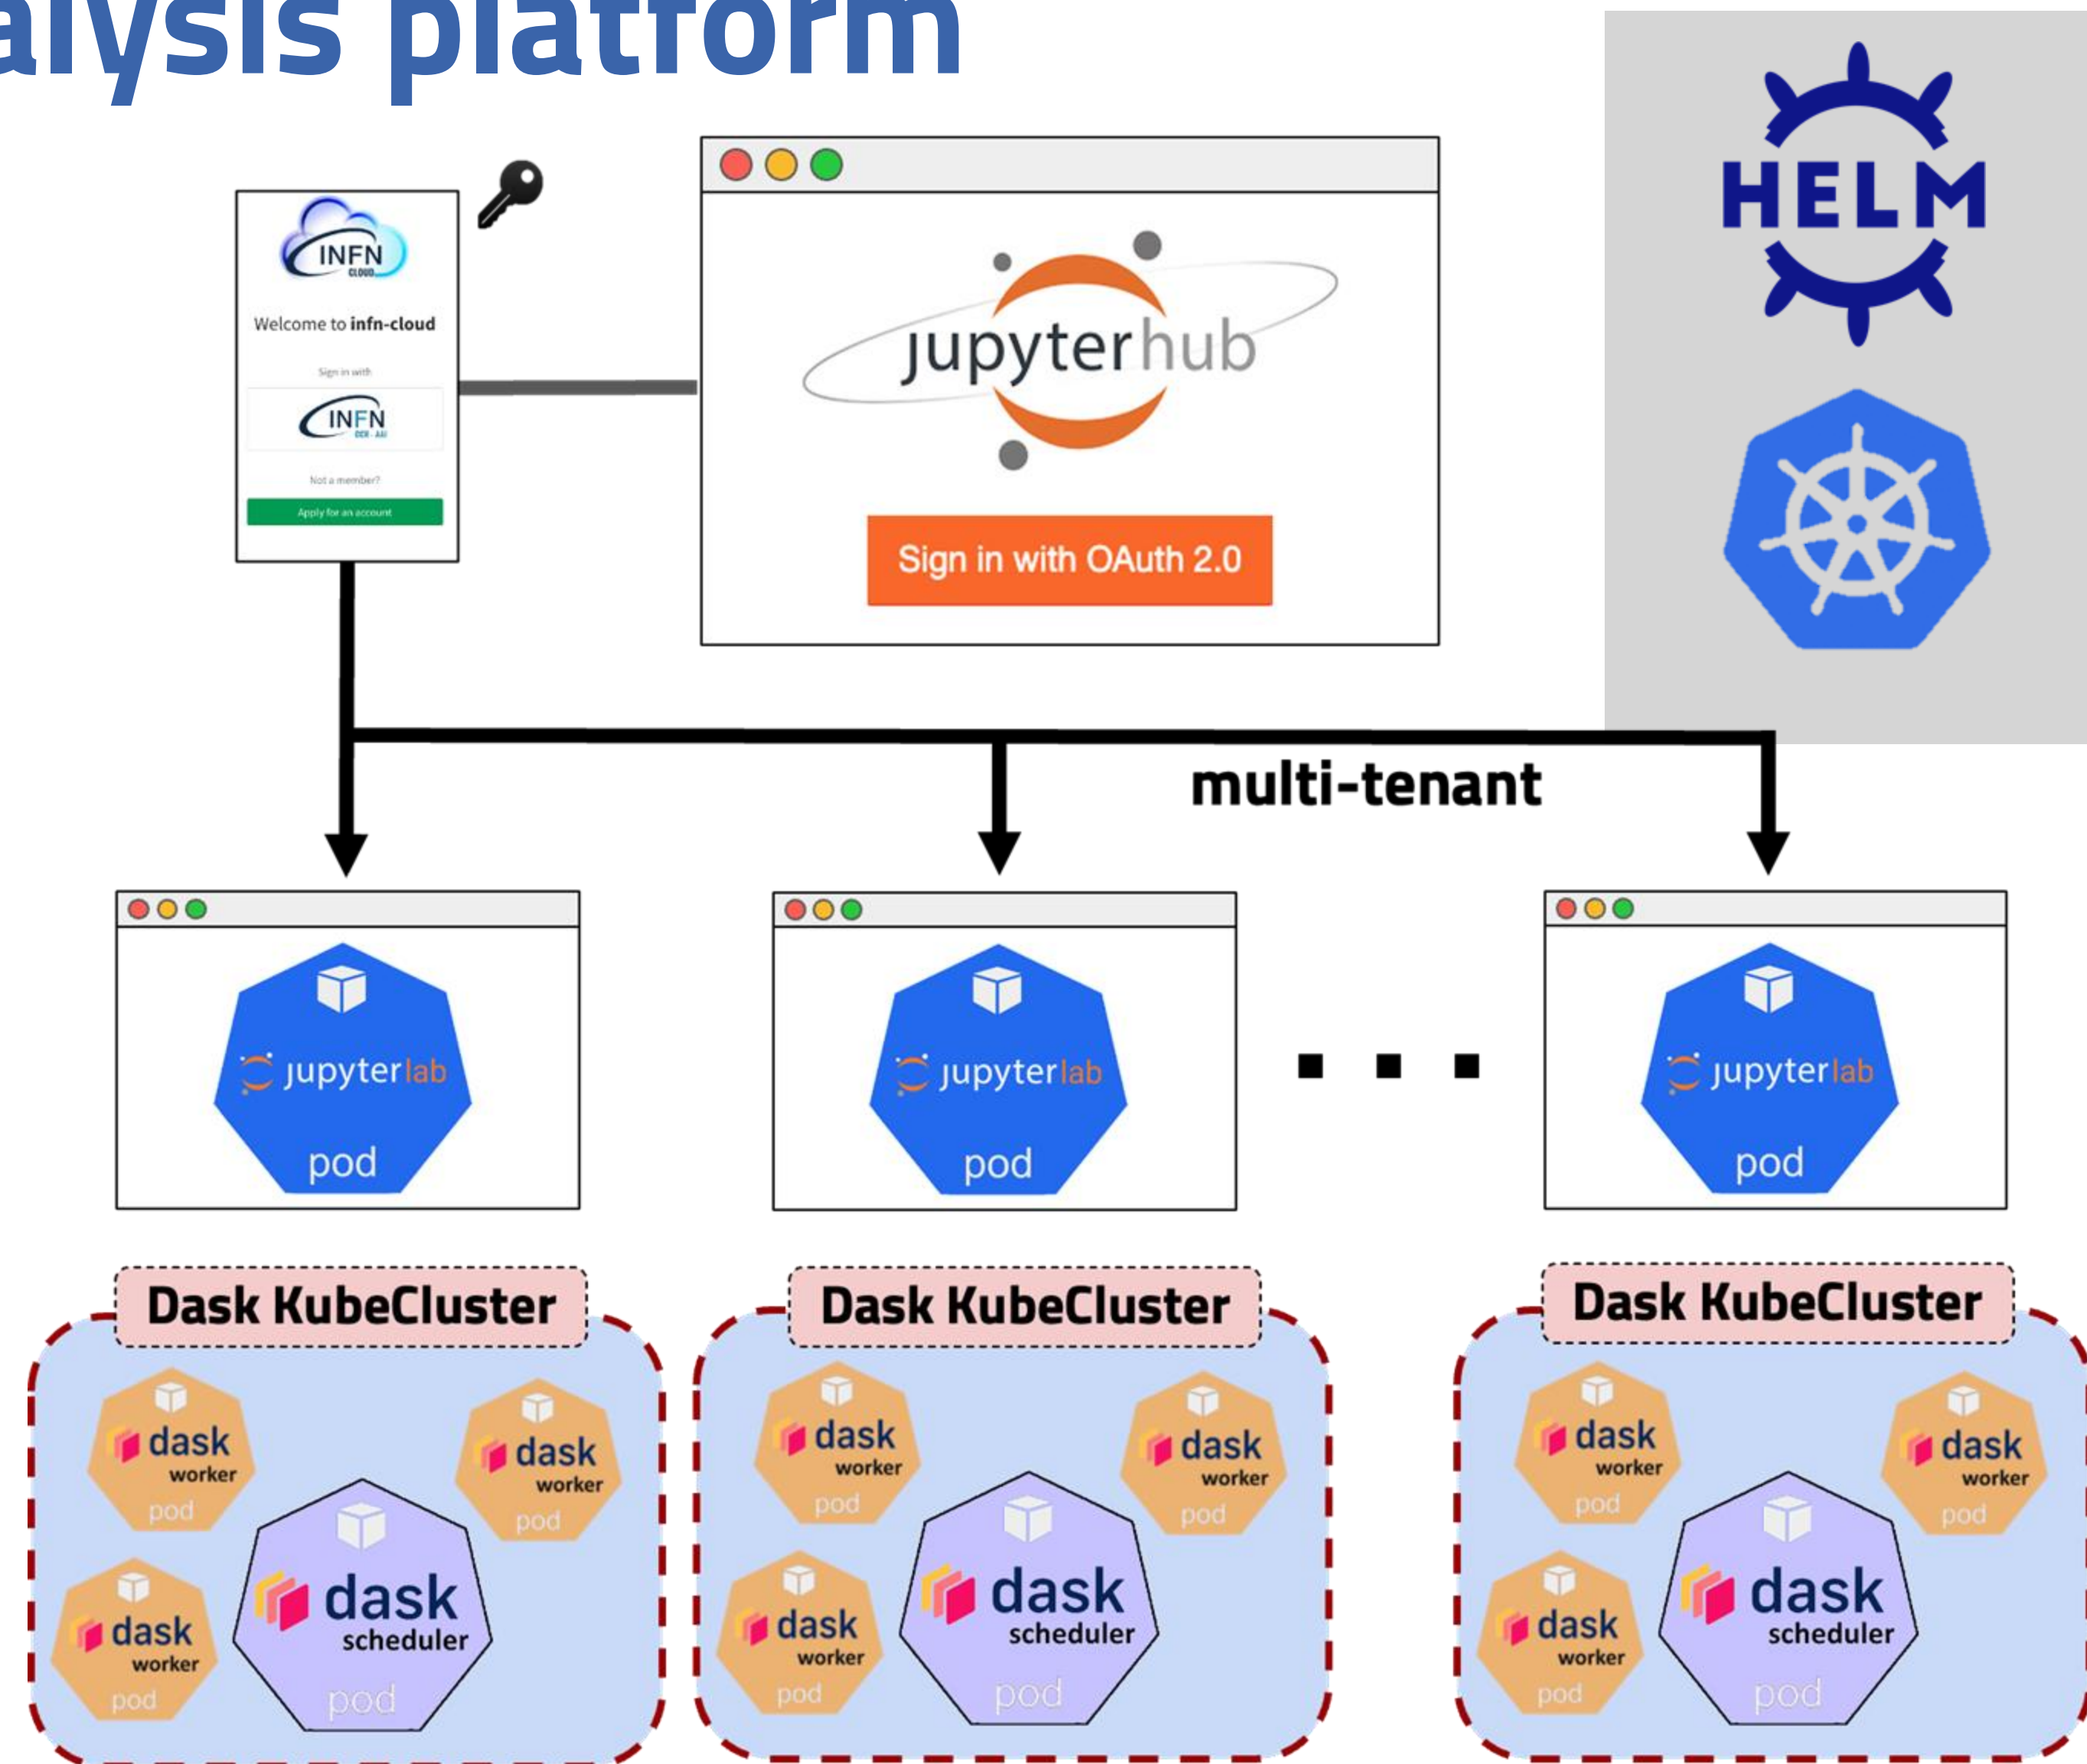 alysis platform
HELM
INFN
CLOUD
Welcome to infn-cloud
Sign in with
INFN
CCR - AAI
Not a member?
Apply for an account
jupyterhub
Sign in with OAuth 2.0
multi-tenant
jupyterlab
pod
jupyterlab
pod
jupyterlab
pod
Dask KubeCluster
dask
worker
pod
dask
worker
pod
dask
worker
pod
dask
scheduler
pod
Dask KubeCluster
dask
worker
pod
dask
worker
pod
dask
worker
pod
dask
scheduler
pod
Dask KubeCluster
dask
worker
pod
dask
worker
pod
dask
worker
pod
dask
scheduler
pod